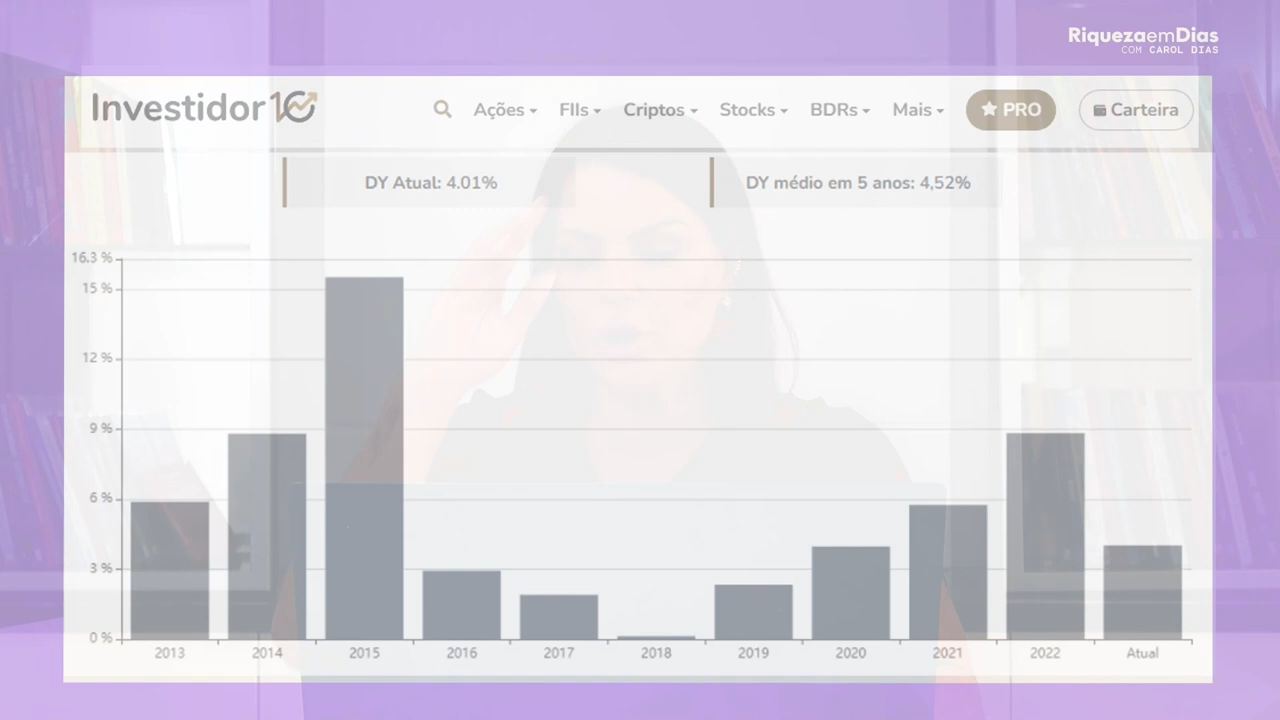 RiquezaemDias
COM CAROL DIAS
Investidor10
Ações
FIIs
Criptos
Stocks
BDRs
Mais
PRO
Carteira
DY Atual: 4.01%
DY médio em 5 anos: 4,52%
16.3 %
15 %
12 %
9 %
6 %
3 %
0 %
2013
2014
2015
2016
2017
2018
2019
2020
2021
2022
Atual